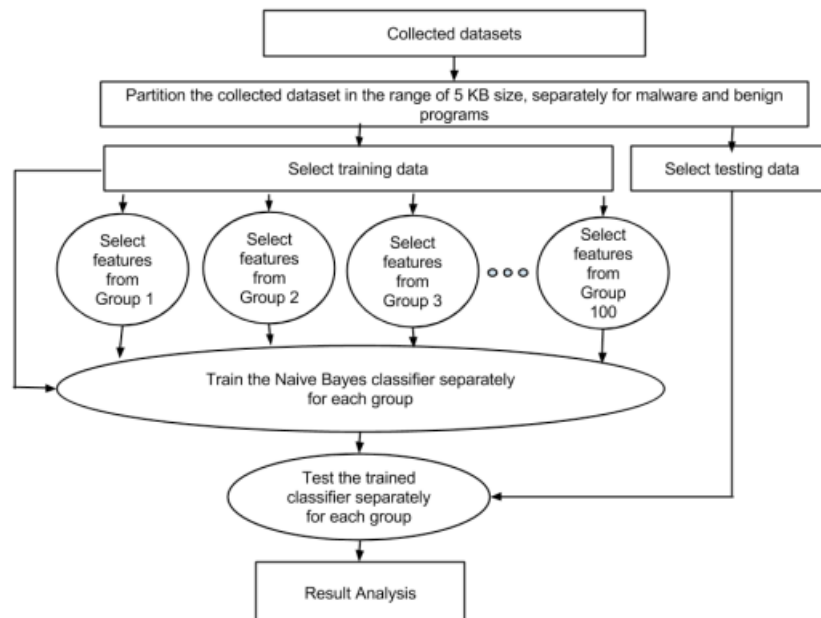 Collected datasets
Partition the collected dataset in the range of 5 KB size, separately for malware and benign
programs
Select training data
Select testing data
Select
features
from
Group 1
Select
features
from
Group 2
Select
features
from
Group 3
Select
features
from
Group
100
Train the Naive Bayes classifier separately
for each group
Test the trained
classifier separately
for each group
Result Analysis